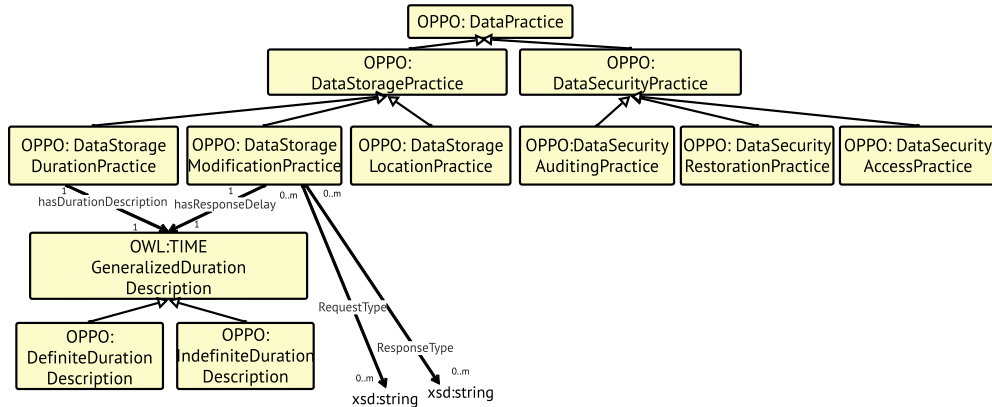 OPPO: DataPractice
OPPO:
DataStoragePractice
OPPO:
DataSecurityPractice
OPPO: DataStorage
DurationPractice
OPPO: DataStorage
ModificationPractice
OPPO: DataStorage
LocationPractice
OPPO:DataSecurity
AuditingPractice
OPPO: DataSecurity
RestorationPractice
OPPO: DataSecurity
AccessPractice
1
hasDurationDescription
1
1
hasResponseDelay
1
0..m
0..m
OWL:TIME
GeneralizedDuration
Description
OPPO:
DefiniteDuration
Description
OPPO:
IndefiniteDuration
Description
RequestType
ResponseType
0..m
xsd:string
0..m
xsd:string